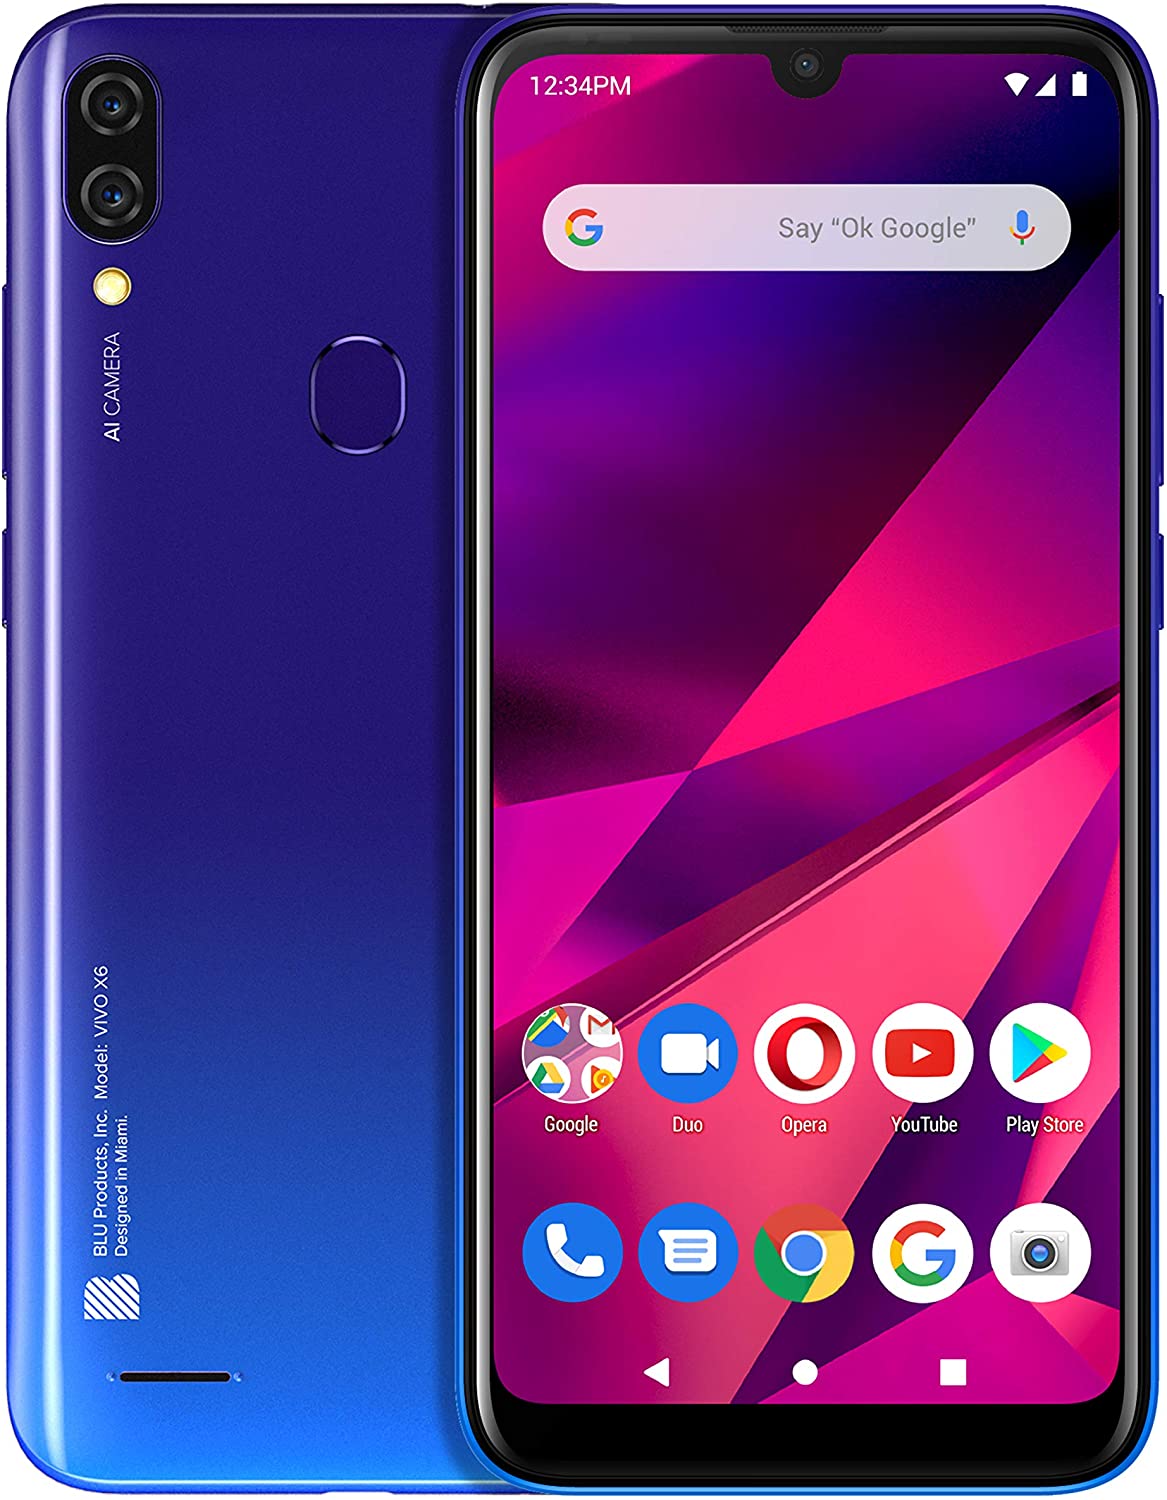 AI CAMERA
BLU Products, Inc. Model: VIVO X6
Designed in Miami.
12:34PM
Say “Ok Google”
Google
Duo
Opera
YouTube
Play Store